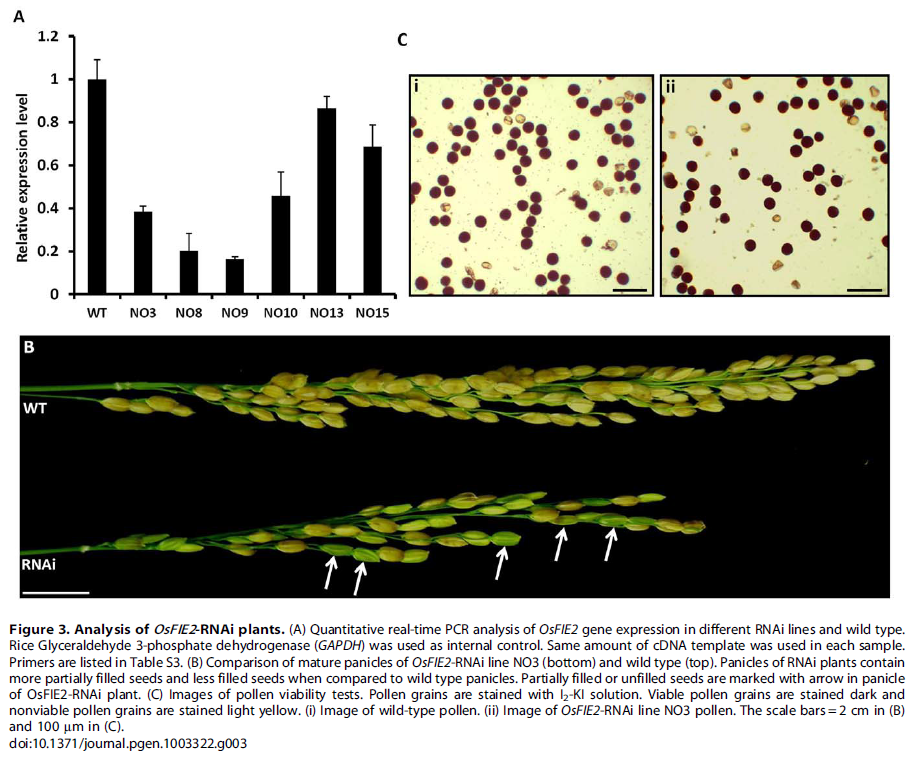 A
C
1.2
1
0.8
0.6
0.4
0.2
0
Relative expression level
WT NO3 NO8 NO9 NO10 NO13 NO15
i
ii
B
WT
RNAi
Figure 3. Analysis of OsFIE2-RNAi plants. (A) Quantitative real-time PCR analysis of OsFIE2 gene expression in different RNAi lines and wild type.
Rice Glyceraldehyde 3-phosphate dehydrogenase (GAPDH) was used as internal control. Same amount of cDNA template was used in each sample.
Primers are listed in Table S3. (B) Comparison of mature panicles of OsFIE2-RNAi line NO3 (bottom) and wild type (top). Panicles of RNAi plants contain
more partially filled seeds and less filled seeds when compared to wild type panicles. Partially filled or unfilled seeds are marked with arrow in panicle
of OsFIE2-RNAi plant. (C) Images of pollen viability tests. Pollen grains are stained with I₂-KI solution. Viable pollen grains are stained dark and
nonviable pollen grains are stained light yellow. (i) Image of wild-type pollen. (ii) Image of OsFIE2-RNAi line NO3 pollen. The scale bars = 2 cm in (B)
and 100 μm in (C).
doi:10.1371/journal.pgen.1003322.g003